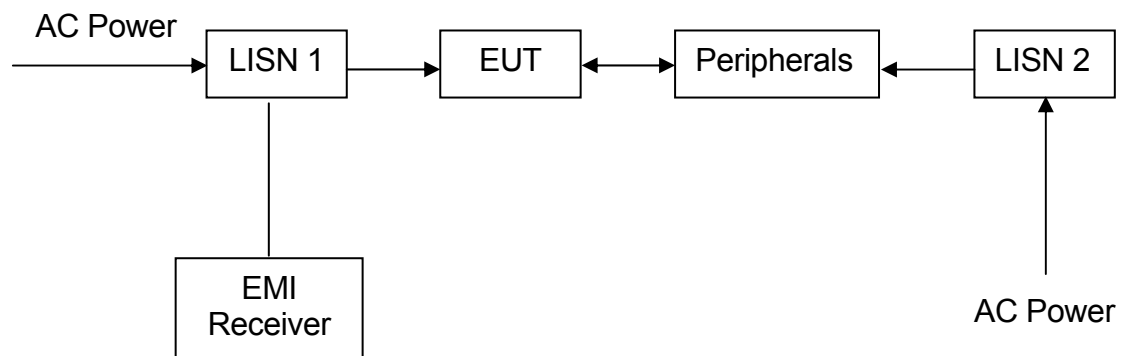 AC Power
LISN 1
EUT
Peripherals
LISN 2
EMI
Receiver
AC Power